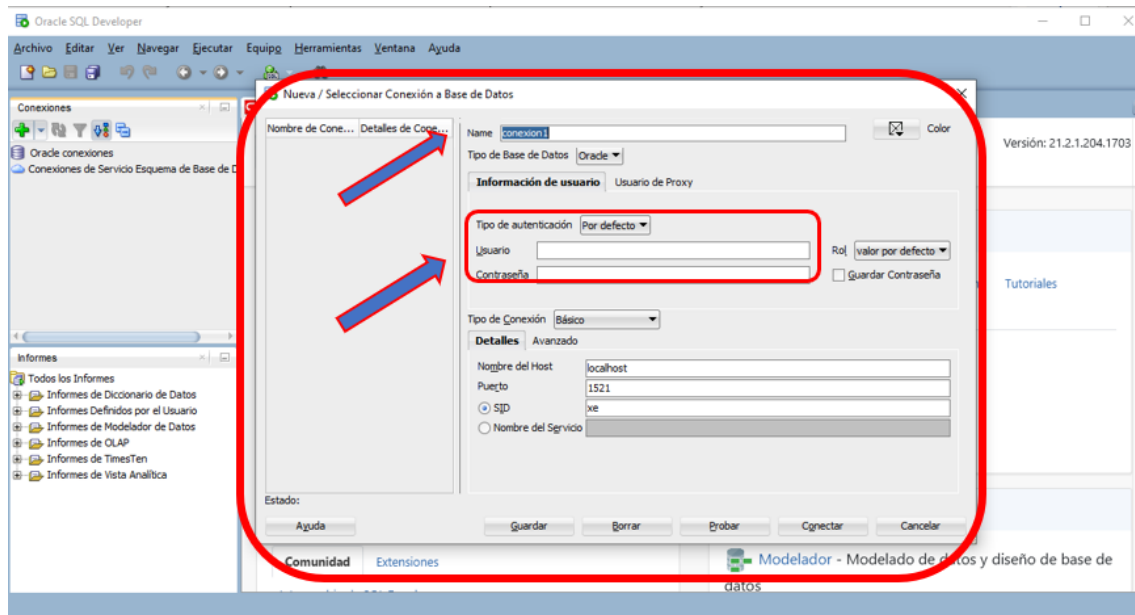 Oracle SQL Developer
Archivo Editar Ver Navegar Ejecutar Equipo Herramientas Ventana Ayuda
Conexiones
Oracle conexiones
Conexiones de Servicio Esquema de Base de D
Informes
Todos los Informes
Informes de Diccionario de Datos
Informes Definidos por el Usuario
Informes de Modelador de Datos
Informes de OLAP
Informes de TimesTen
Informes de Vista Analítica
Nueva / Seleccionar Conexión a Base de Datos
Nombre de Cone... Detalles de Cone...
Name conexion1 Color
Tipo de Base de Datos Oracle
Información de usuario Usuario de Proxy
Tipo de autenticación Por defecto
Usuario Rol valor por defecto
Contraseña Guardar Contraseña
Tipo de Conexión Básico
Detalles Avanzado
Nombre del Host localhost
Puerto 1521
SID xe
Nombre del Servicio
Estado:
Ayuda Guardar Borrar Probar Conectar Cancelar
Versión: 21.2.1.204.1703
Tutoriales
Comunidad Extensiones
Modelador - Modelado de datos y diseño de base de
datos